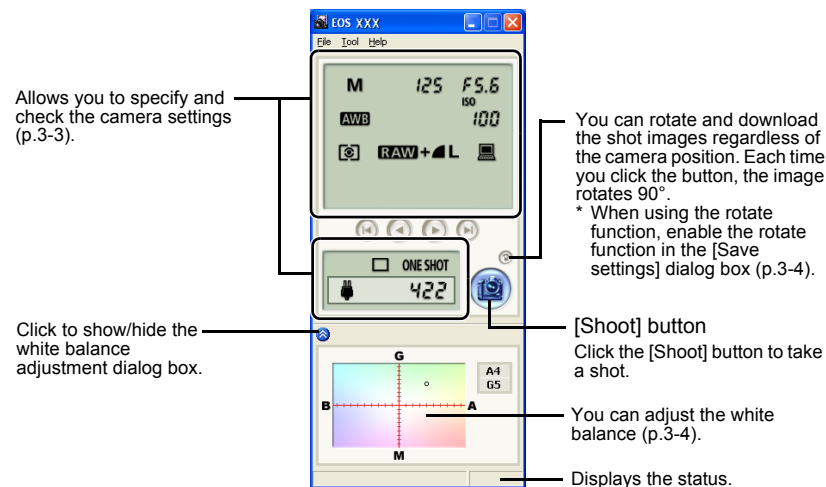 EOS XXX
File Tool Help
M 125 F5.6
ISO
AWB 100
RAW+L
ONE SHOT
422
G
B A
M
A4
G5
Allows you to specify and
check the camera settings
(p.3-3).
Click to show/hide the
white balance
adjustment dialog box.
You can rotate and download
the shot images regardless of
the camera position. Each time
you click the button, the image
rotates 90°.
* When using the rotate
function, enable the rotate
function in the [Save
settings] dialog box (p.3-4).
[Shoot] button
Click the [Shoot] button to take
a shot.
You can adjust the white
balance (p.3-4).
Displays the status.